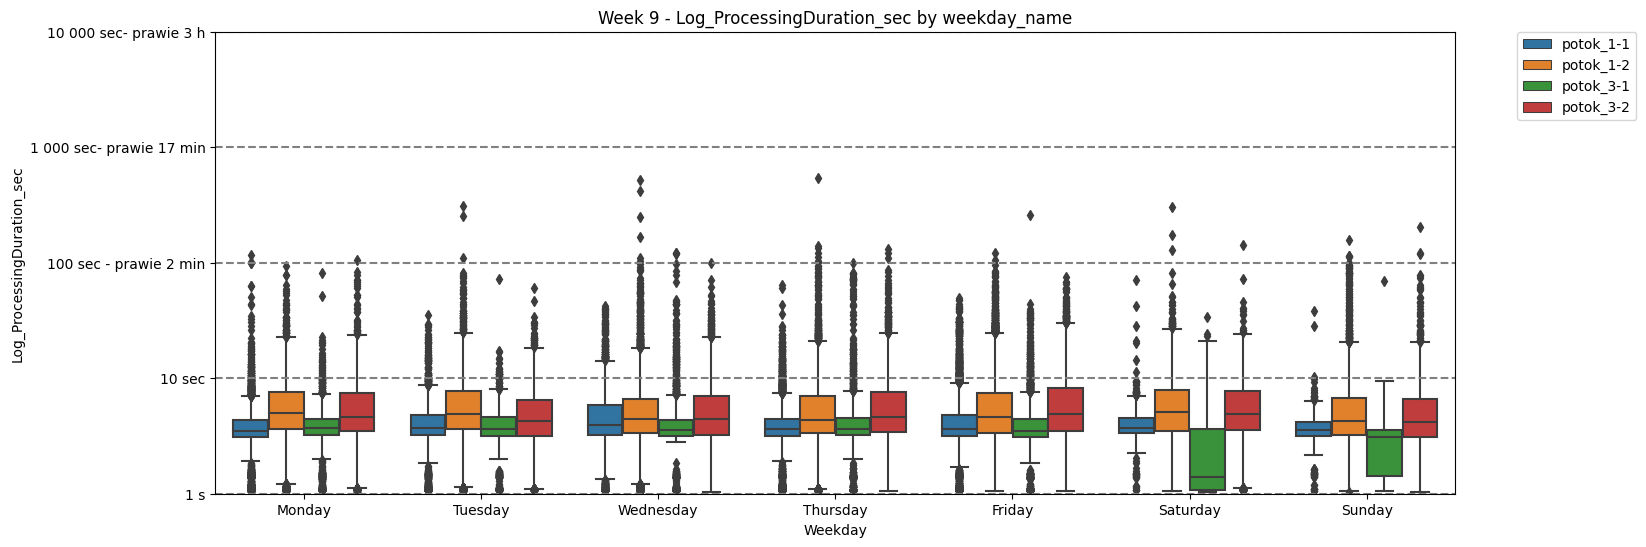 Week 9 - Log_ProcessingDuration_sec by weekday_name
10 000 sec- prawie 3 h
1 000 sec- prawie 17 min
100 sec - prawie 2 min
10 sec
1 s
Log_ProcessingDuration_sec
Monday
Tuesday
Wednesday
Thursday
Friday
Saturday
Sunday
Weekday
potok_1-1
potok_1-2
potok_3-1
potok_3-2